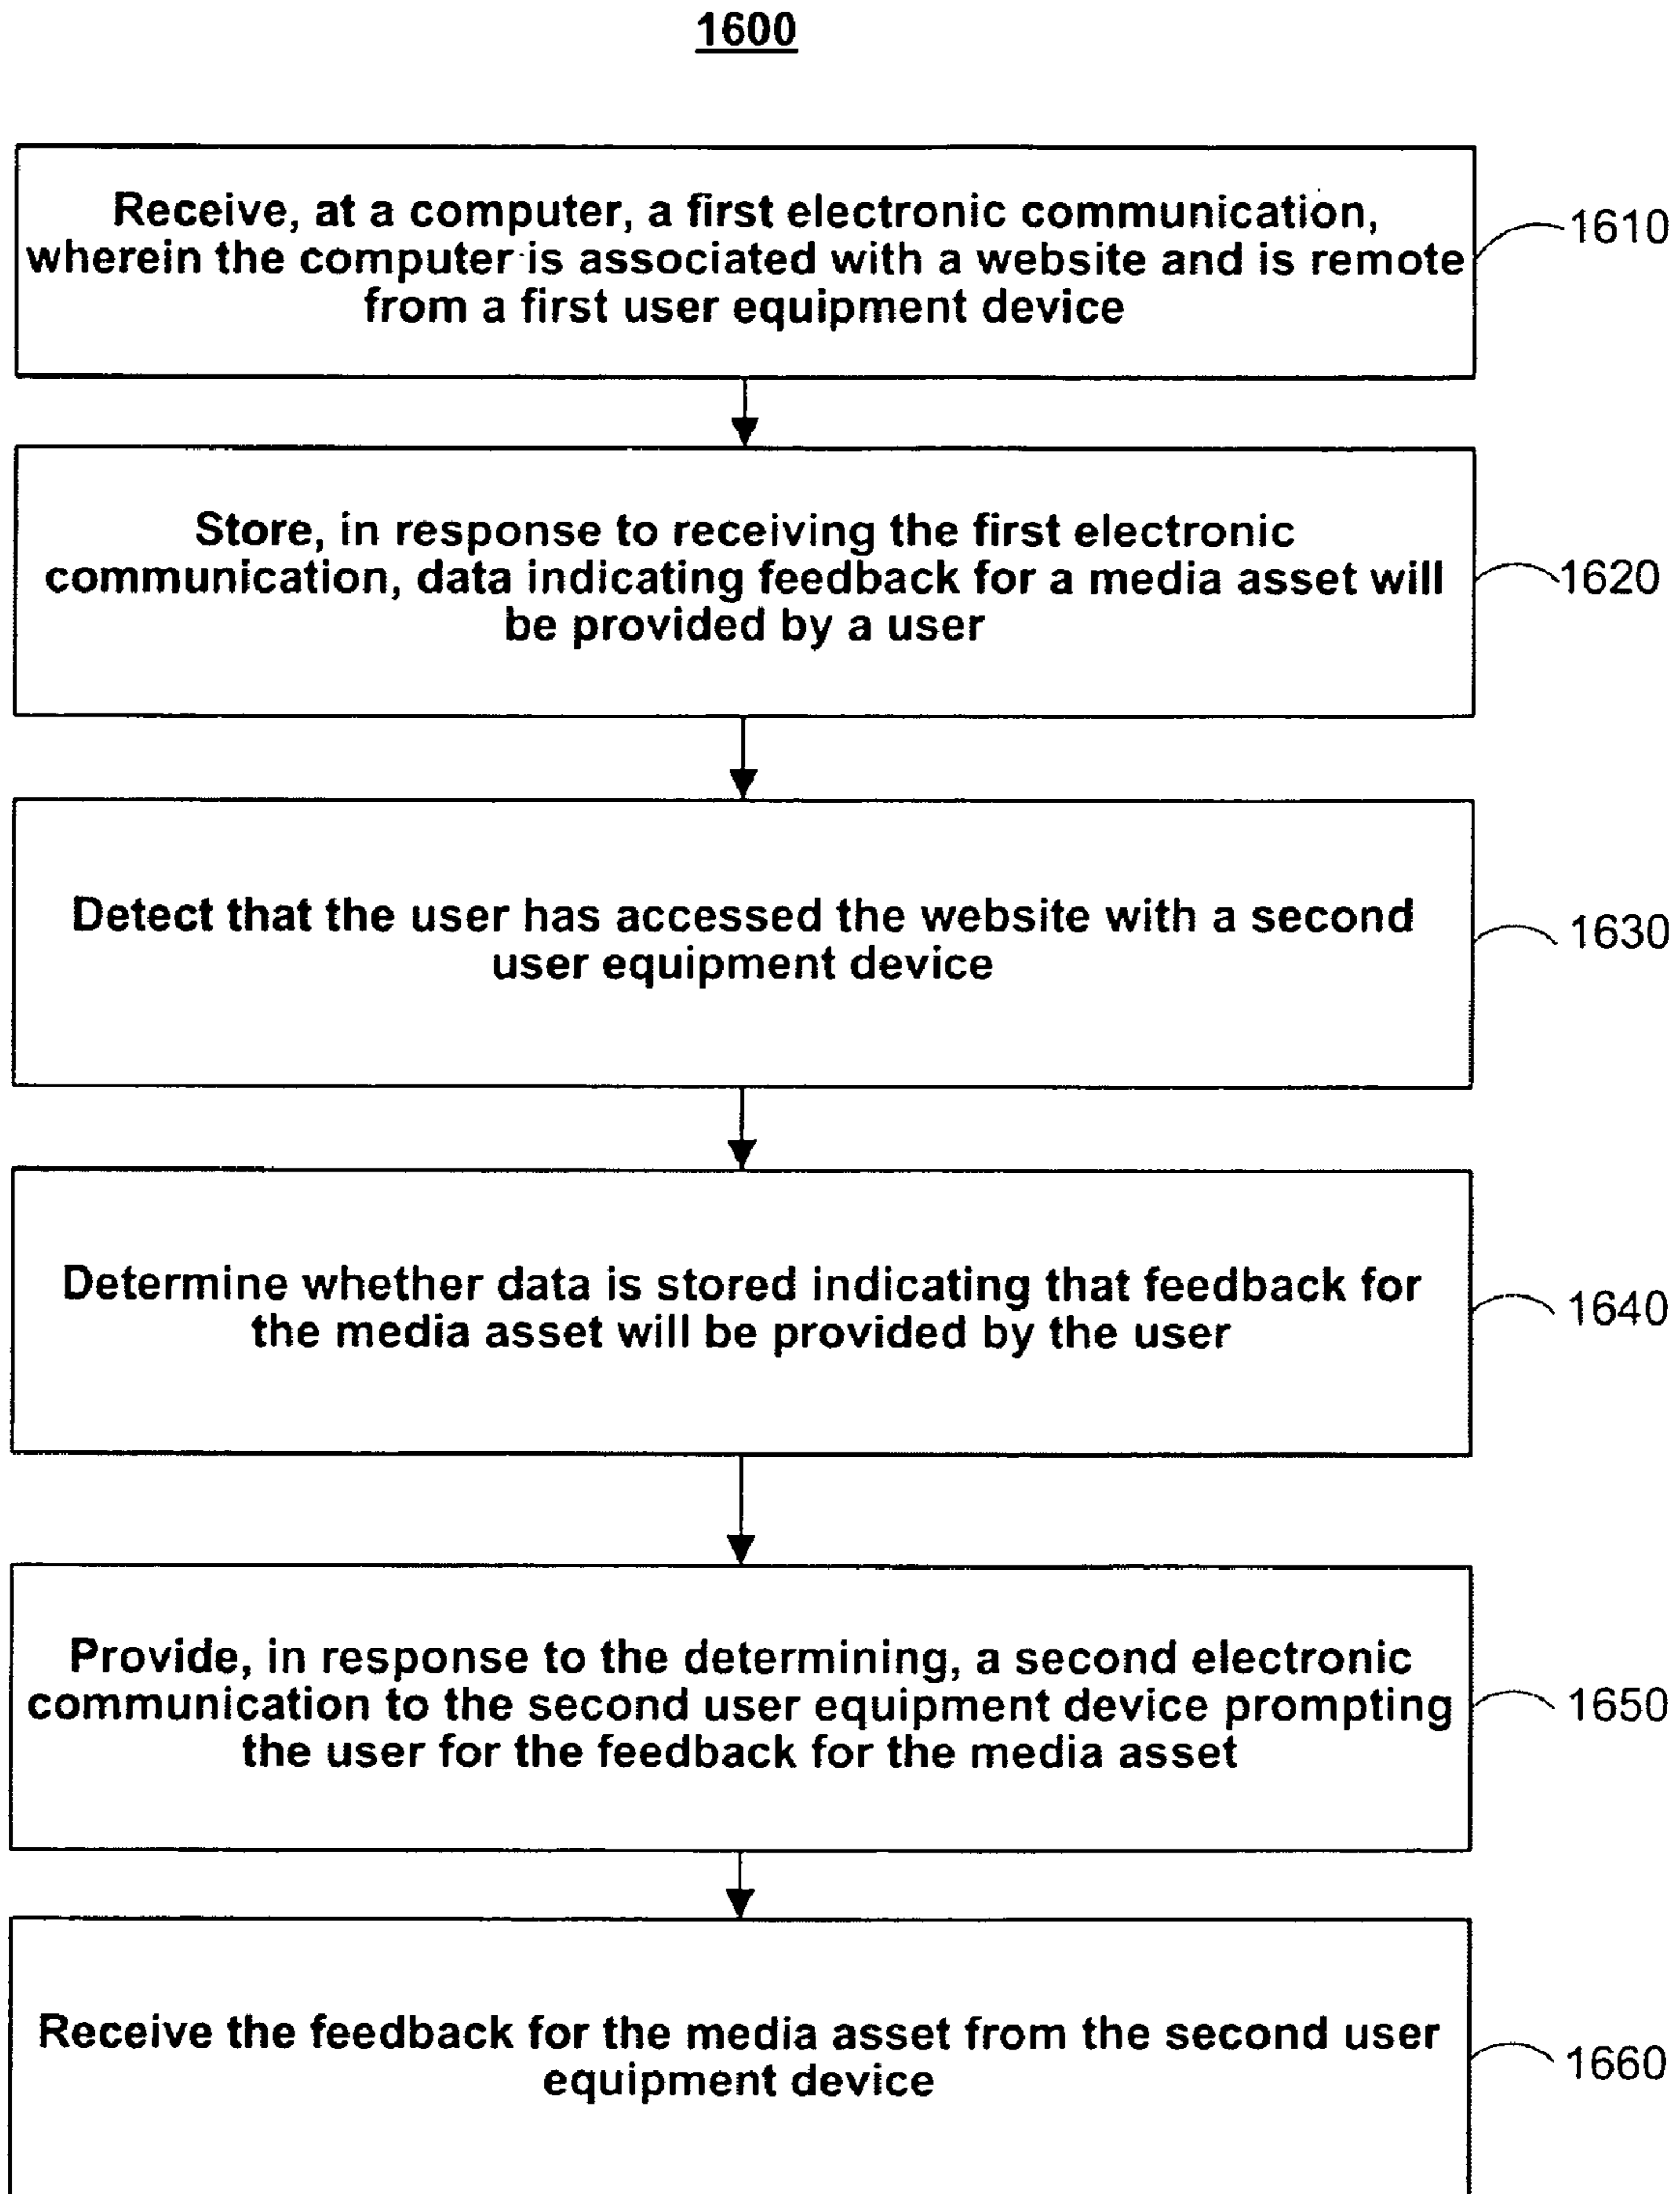 1600
Receive, at a computer, a first electronic communication,
wherein the computer is associated with a website and is remote
from a first user equipment device
1610
Store, in response to receiving the first electronic
communication, data indicating feedback for a media asset will
be provided by a user
1620
Detect that the user has accessed the website with a second
user equipment device
1630
Determine whether data is stored indicating that feedback for
the media asset will be provided by the user
1640
Provide, in response to the determining, a second electronic
communication to the second user equipment device prompting
the user for the feedback for the media asset
1650
Receive the feedback for the media asset from the second user
equipment device
1660